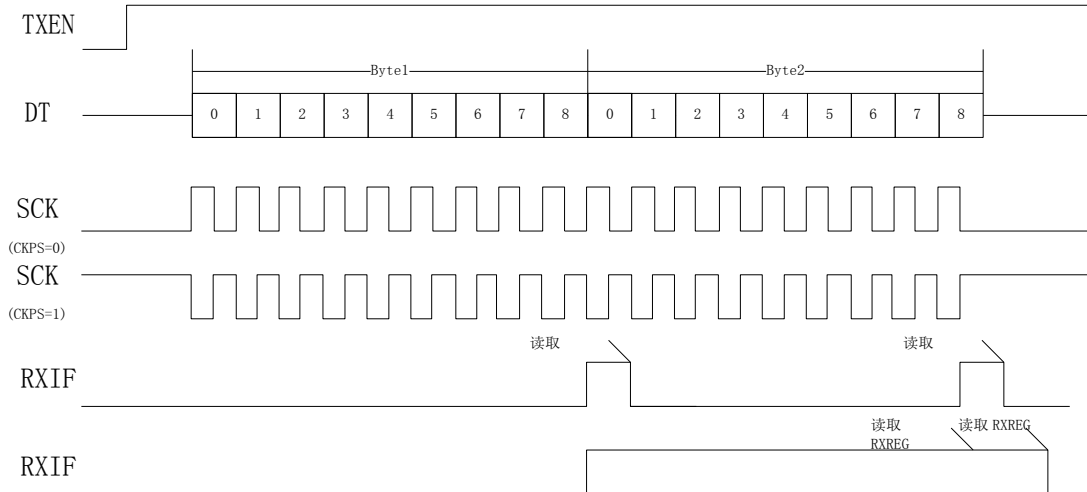 TXEN
Byte1
Byte2
DT
0 1 2 3 4 5 6 7 8 0 1 2 3 4 5 6 7 8
SCK
(CKPS=0)
SCK
(CKPS=1)
读取
读取
RXIF
读取
RXREG
读取 RXREG
RXIF